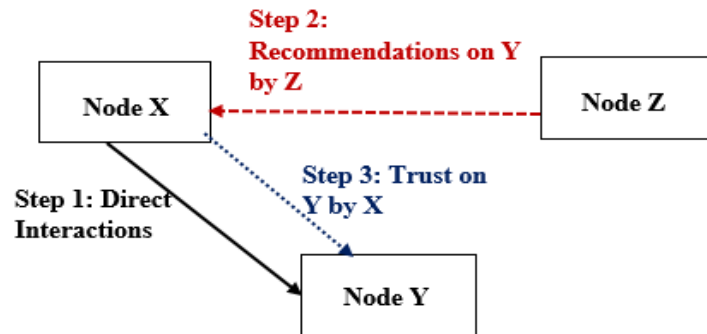 Step 2:
Recommendations on Y
by Z
Node X
Node Z
Step 3: Trust on
Y by X
Step 1: Direct
Interactions
Node Y